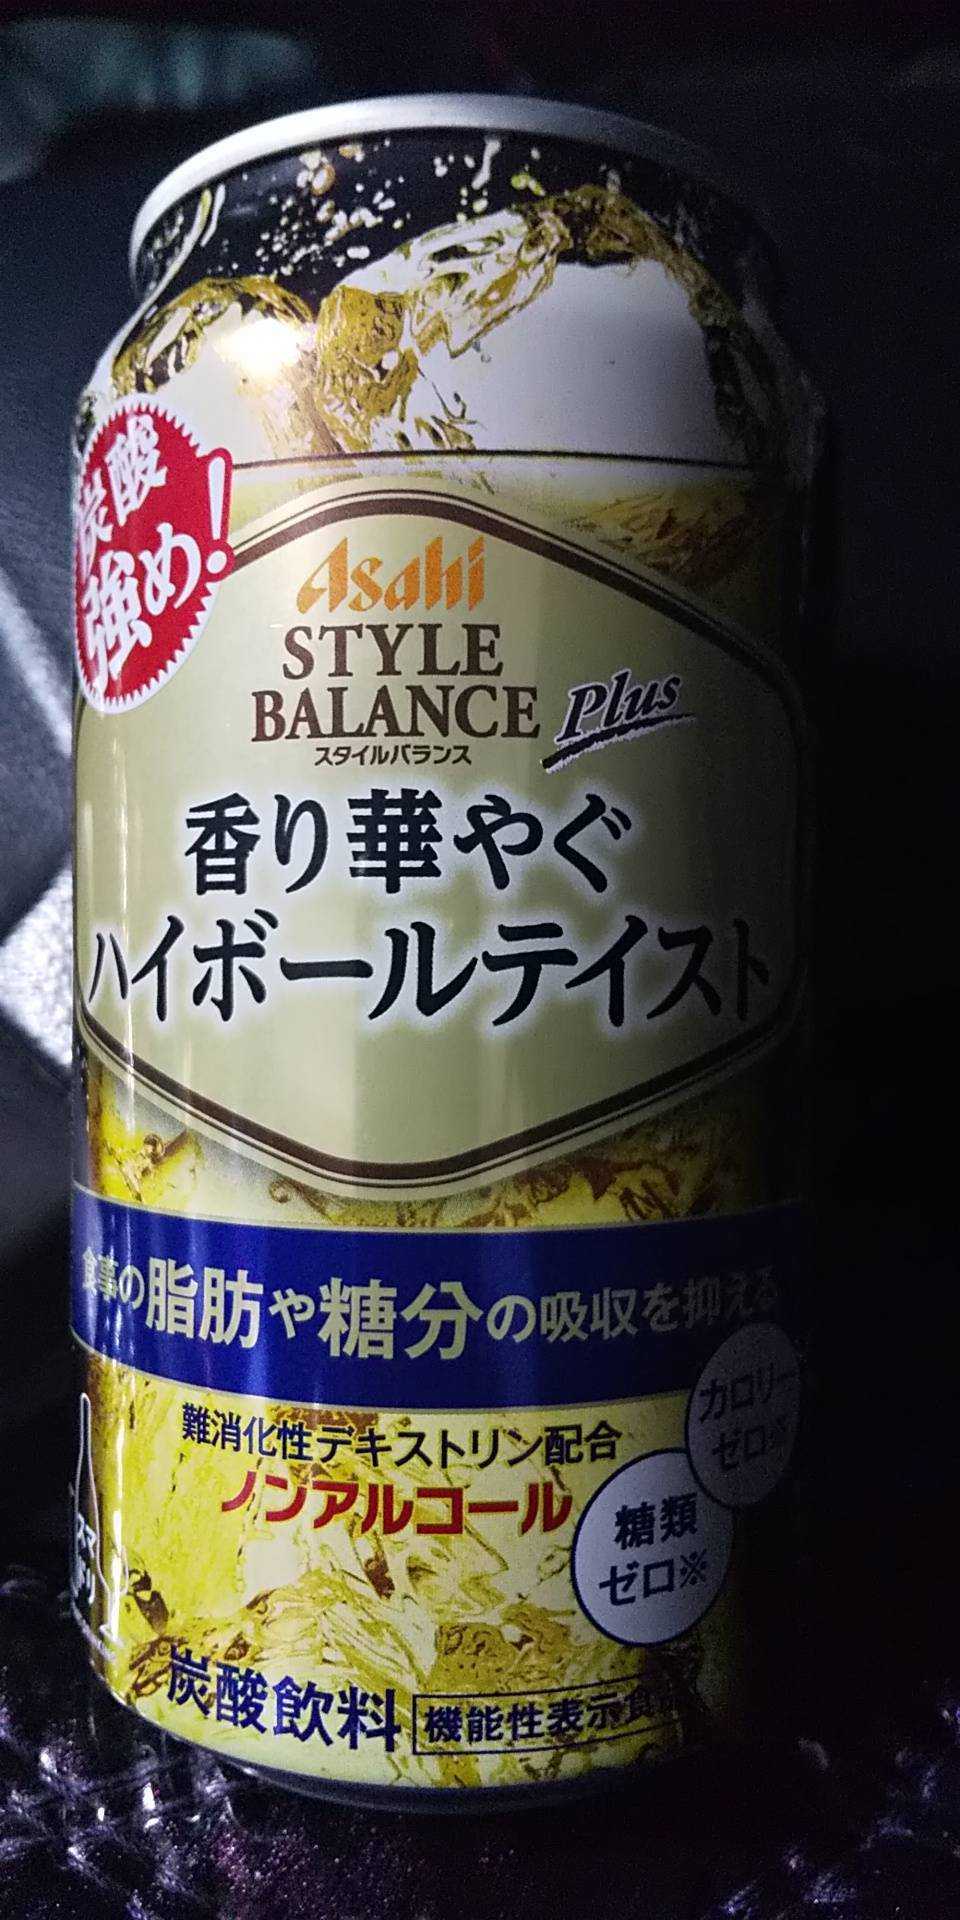 炭酸
強め!
Asahi
STYLE
BALANCE Plus
スタイルバランス
香り華やぐ
ハイボールテイスト
食事の脂肪や糖分の吸収を抑える
難消化性デキストリン配合
ノンアルコール
カロリー
ゼロ※
糖類
ゼロ※
スマ
ドリ
炭酸飲料
機能性表示食品